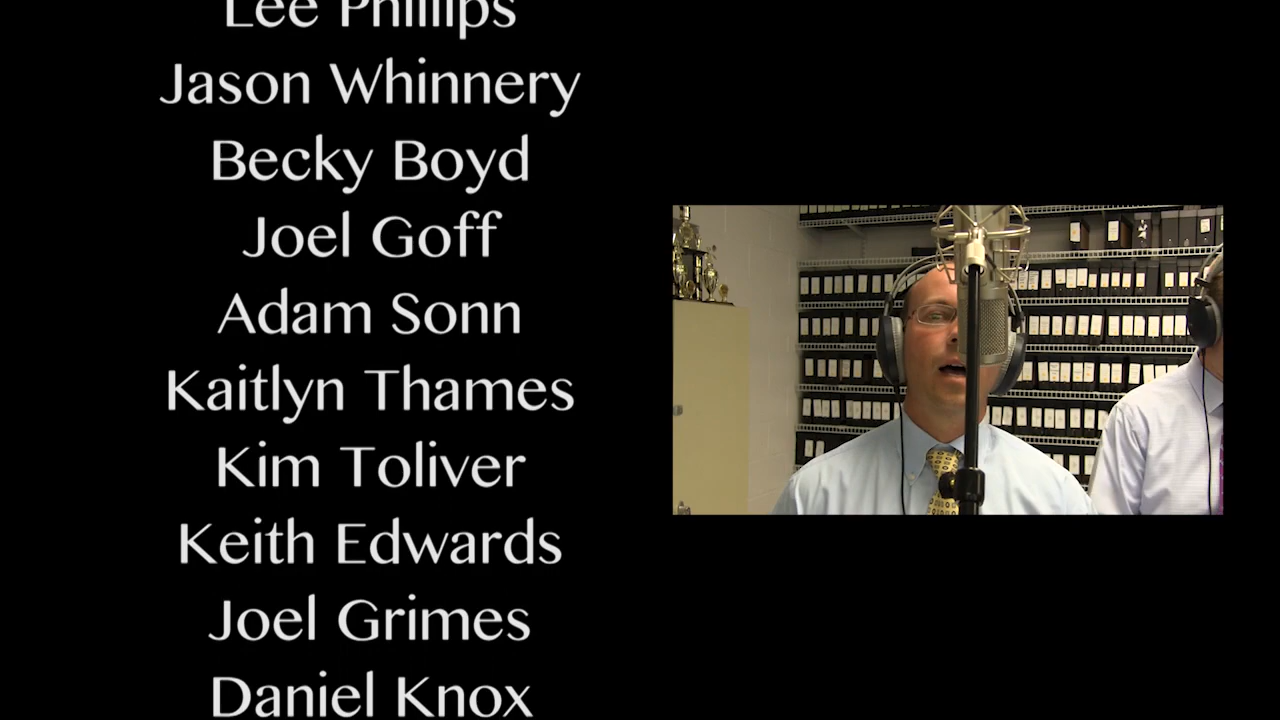 Lee Phillips
Jason Whinnery
Becky Boyd
Joel Goff
Adam Sonn
Kaitlyn Thames
Kim Toliver
Keith Edwards
Joel Grimes
Daniel Knox